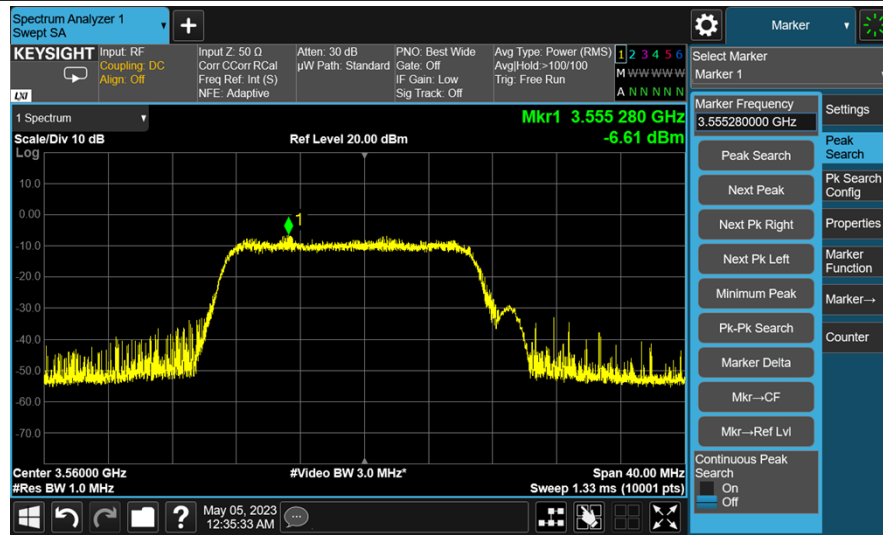 Spectrum Analyzer 1
Swept SA
Marker
KEYSIGHT
Input: RF
Coupling: DC
Align: Off
Input Z: 50 Ω
Corr CCorr RCal
Freq Ref: Int (S)
NFE: Adaptive
Atten: 30 dB
µW Path: Standard
PNO: Best Wide
Gate: Off
IF Gain: Low
Sig Track: Off
Avg Type: Power (RMS)
Avg|Hold:>100/100
Trig: Free Run
1 2 3 4 5 6
M W W W W W W
A N N N N N
LXI
Select Marker
Marker 1
1 Spectrum
Mkr1 3.555 280 GHz
Scale/Div 10 dB
Ref Level 20.00 dBm
-6.61 dBm
Log
10.0
0.00
-10.0
-20.0
-30.0
-40.0
-50.0
-60.0
-70.0
1
Center 3.56000 GHz
#Video BW 3.0 MHz*
Span 40.00 MHz
#Res BW 1.0 MHz
Sweep 1.33 ms (10001 pts)
Marker Frequency
3.555280000 GHz
Peak Search
Next Peak
Next Pk Right
Next Pk Left
Minimum Peak
Pk-Pk Search
Marker Delta
Mkr→CF
Mkr→Ref Lvl
Continuous Peak
Search
On
Off
Settings
Peak
Search
Pk Search
Config
Properties
Marker
Function
Marker→
Counter
May 05, 2023
12:35:33 AM